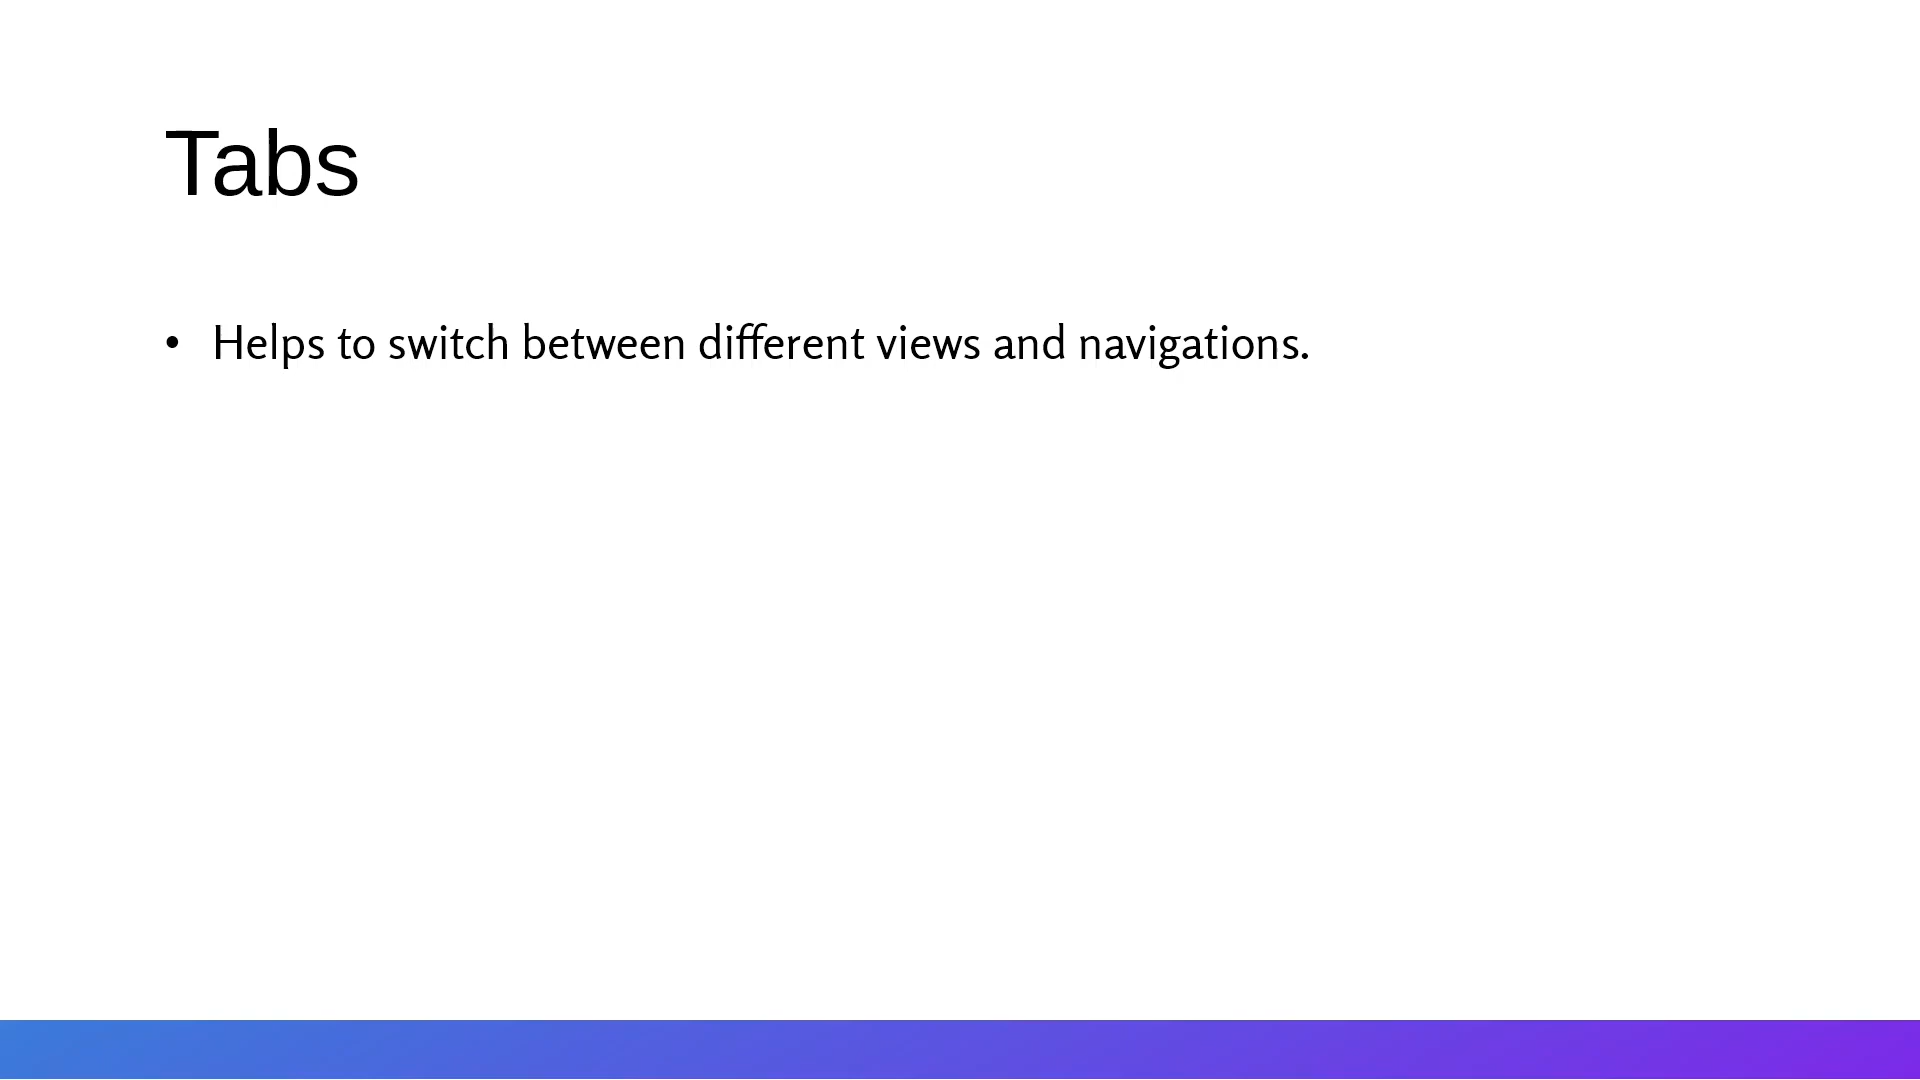 Tabs
• Helps to switch between different views and navigations.